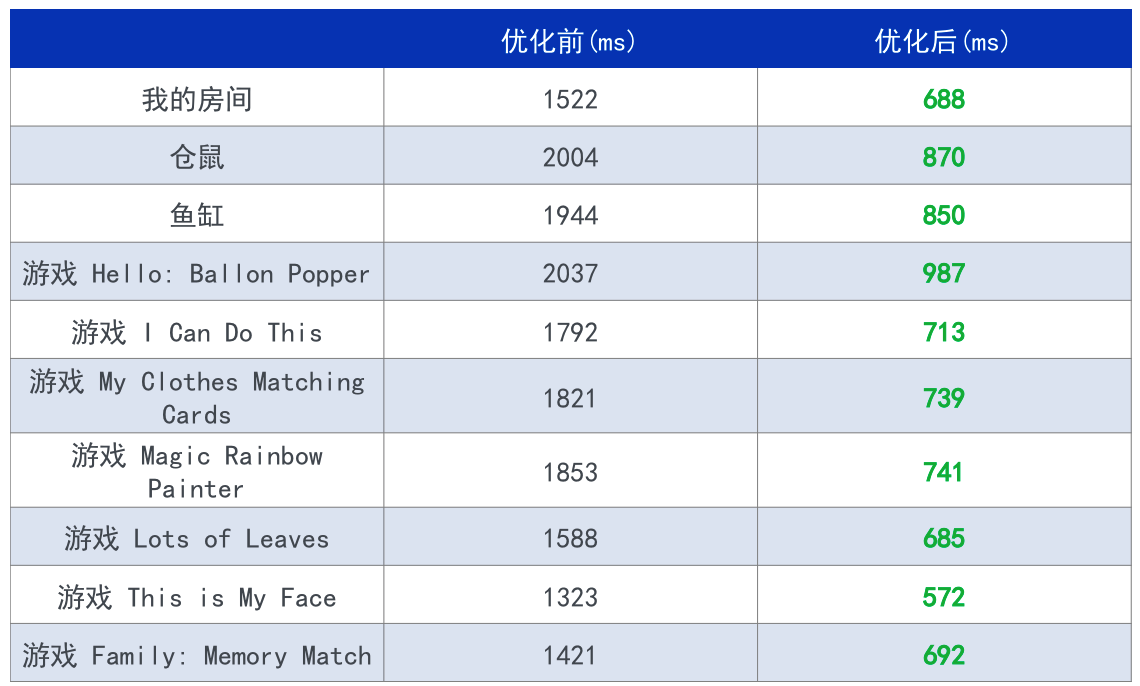 优化前(ms) 优化后(ms)
我的房间 1522 688
仓鼠 2004 870
鱼缸 1944 850
游戏 Hello: Ballon Popper 2037 987
游戏 I Can Do This 1792 713
游戏 My Clothes Matching
Cards 1821 739
游戏 Magic Rainbow
Painter 1853 741
游戏 Lots of Leaves 1588 685
游戏 This is My Face 1323 572
游戏 Family: Memory Match 1421 692